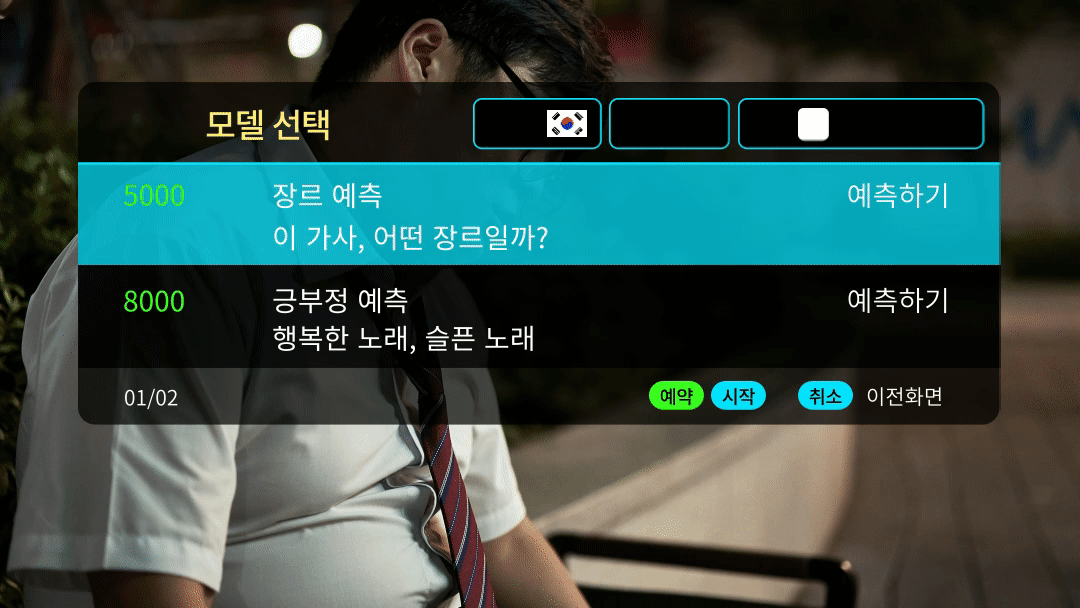 모델 선택
5000 장르 예측 예측하기
이 가사, 어떤 장르일까?
8000 긍부정 예측 예측하기
행복한 노래, 슬픈 노래
01/02 예약 시작 취소 이전화면